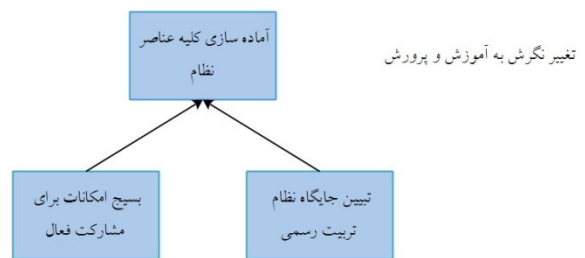 آماده سازی کلیه عناصر
نظام
تغییر نگرش به آموزش و پرورش
تبیین جایگاه نظام
تربیت رسمی
بسیج امکانات برای
مشارکت فعال